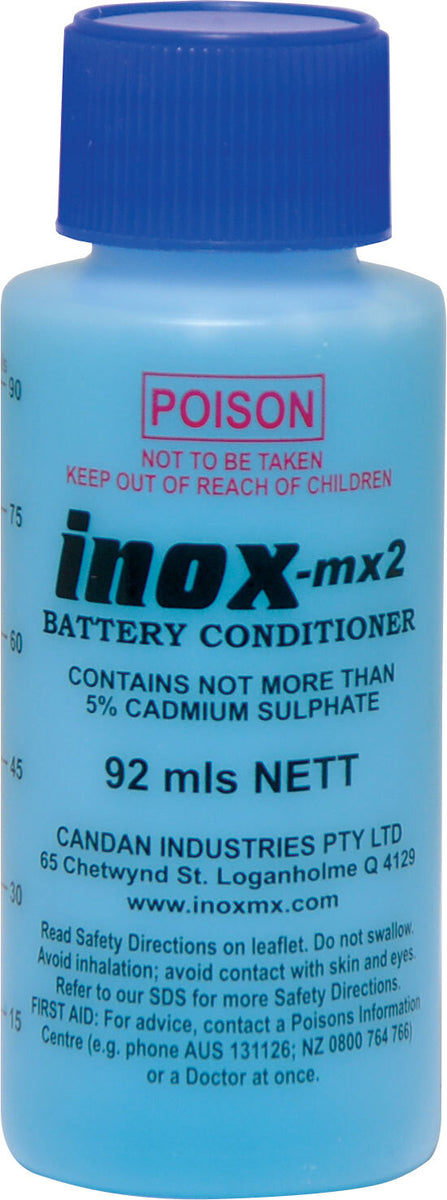 POISON
NOT TO BE TAKEN
KEEP OUT OF REACH OF CHILDREN
inox-mx2
BATTERY CONDITIONER
CONTAINS NOT MORE THAN
5% CADMIUM SULPHATE
92 mls NETT
CANDAN INDUSTRIES PTY LTD
65 Chetwynd St. Loganholme Q 4129
www.inoxmx.com
Read Safety Directions on leaflet. Do not swallow.
Avoid inhalation; avoid contact with skin and eyes.
Refer to our SDS for more Safety Directions.
FIRST AID: For advice, contact a Poisons Information
Centre (e.g. phone AUS 131126; NZ 0800 764 766)
or a Doctor at once.
90
75
60
45
30
15